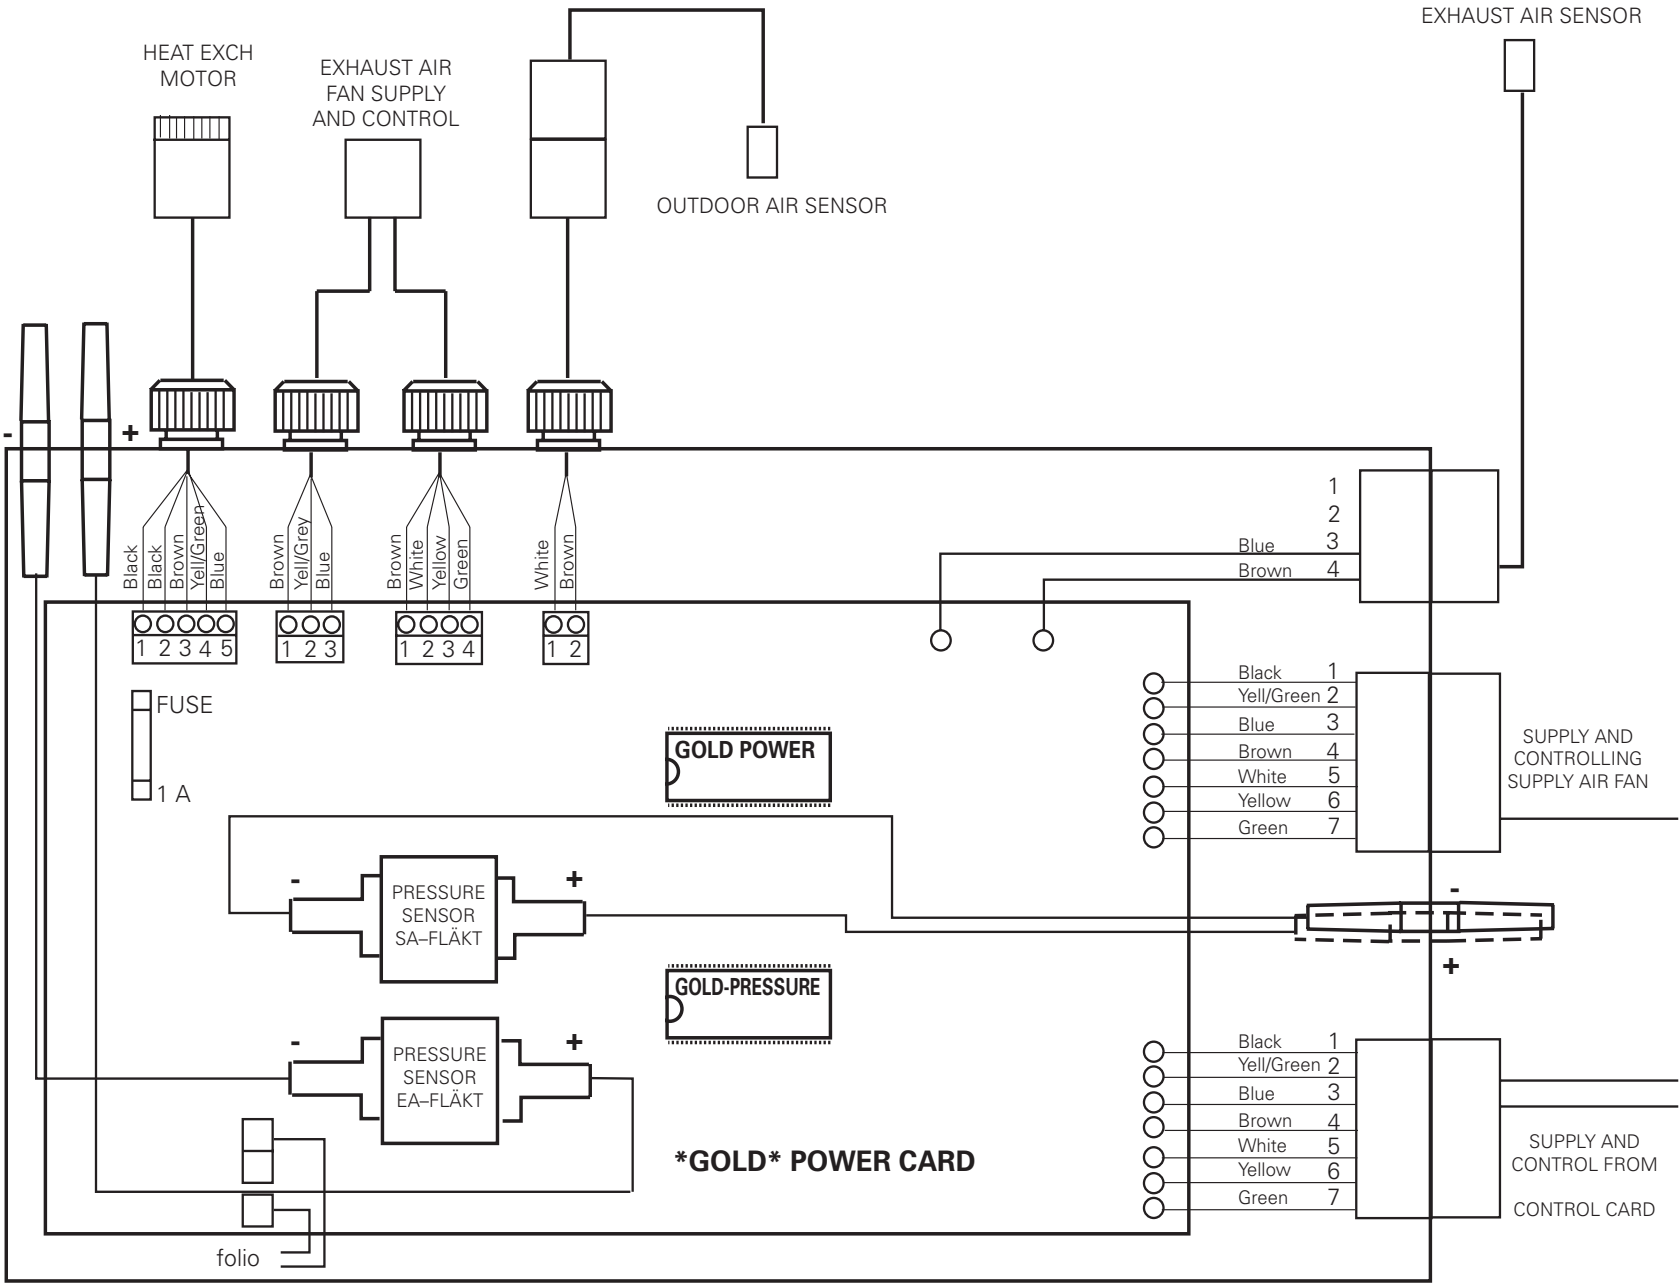 EXHAUST AIR SENSOR
HEAT EXCH
MOTOR
EXHAUST AIR
FAN SUPPLY
AND CONTROL
OUTDOOR AIR SENSOR
- +
Black Black Brown Yell/Green Blue
Brown Yell/Grey Blue
Brown White Yellow Green
White Brown
1 2 3 4 5
1 2 3
1 2 3 4
1 2
1
2
Blue 3
Brown 4
FUSE
1 A
GOLD POWER
Black 1
Yell/Green 2
Blue 3
Brown 4
White 5
Yellow 6
Green 7
SUPPLY AND
CONTROLLING
SUPPLY AIR FAN
- +
PRESSURE
SENSOR
SA–FLÄKT
-
+
GOLD-PRESSURE
- +
PRESSURE
SENSOR
EA–FLÄKT
Black 1
Yell/Green 2
Blue 3
Brown 4
White 5
Yellow 6
Green 7
SUPPLY AND
CONTROL FROM
CONTROL CARD
*GOLD* POWER CARD
folio